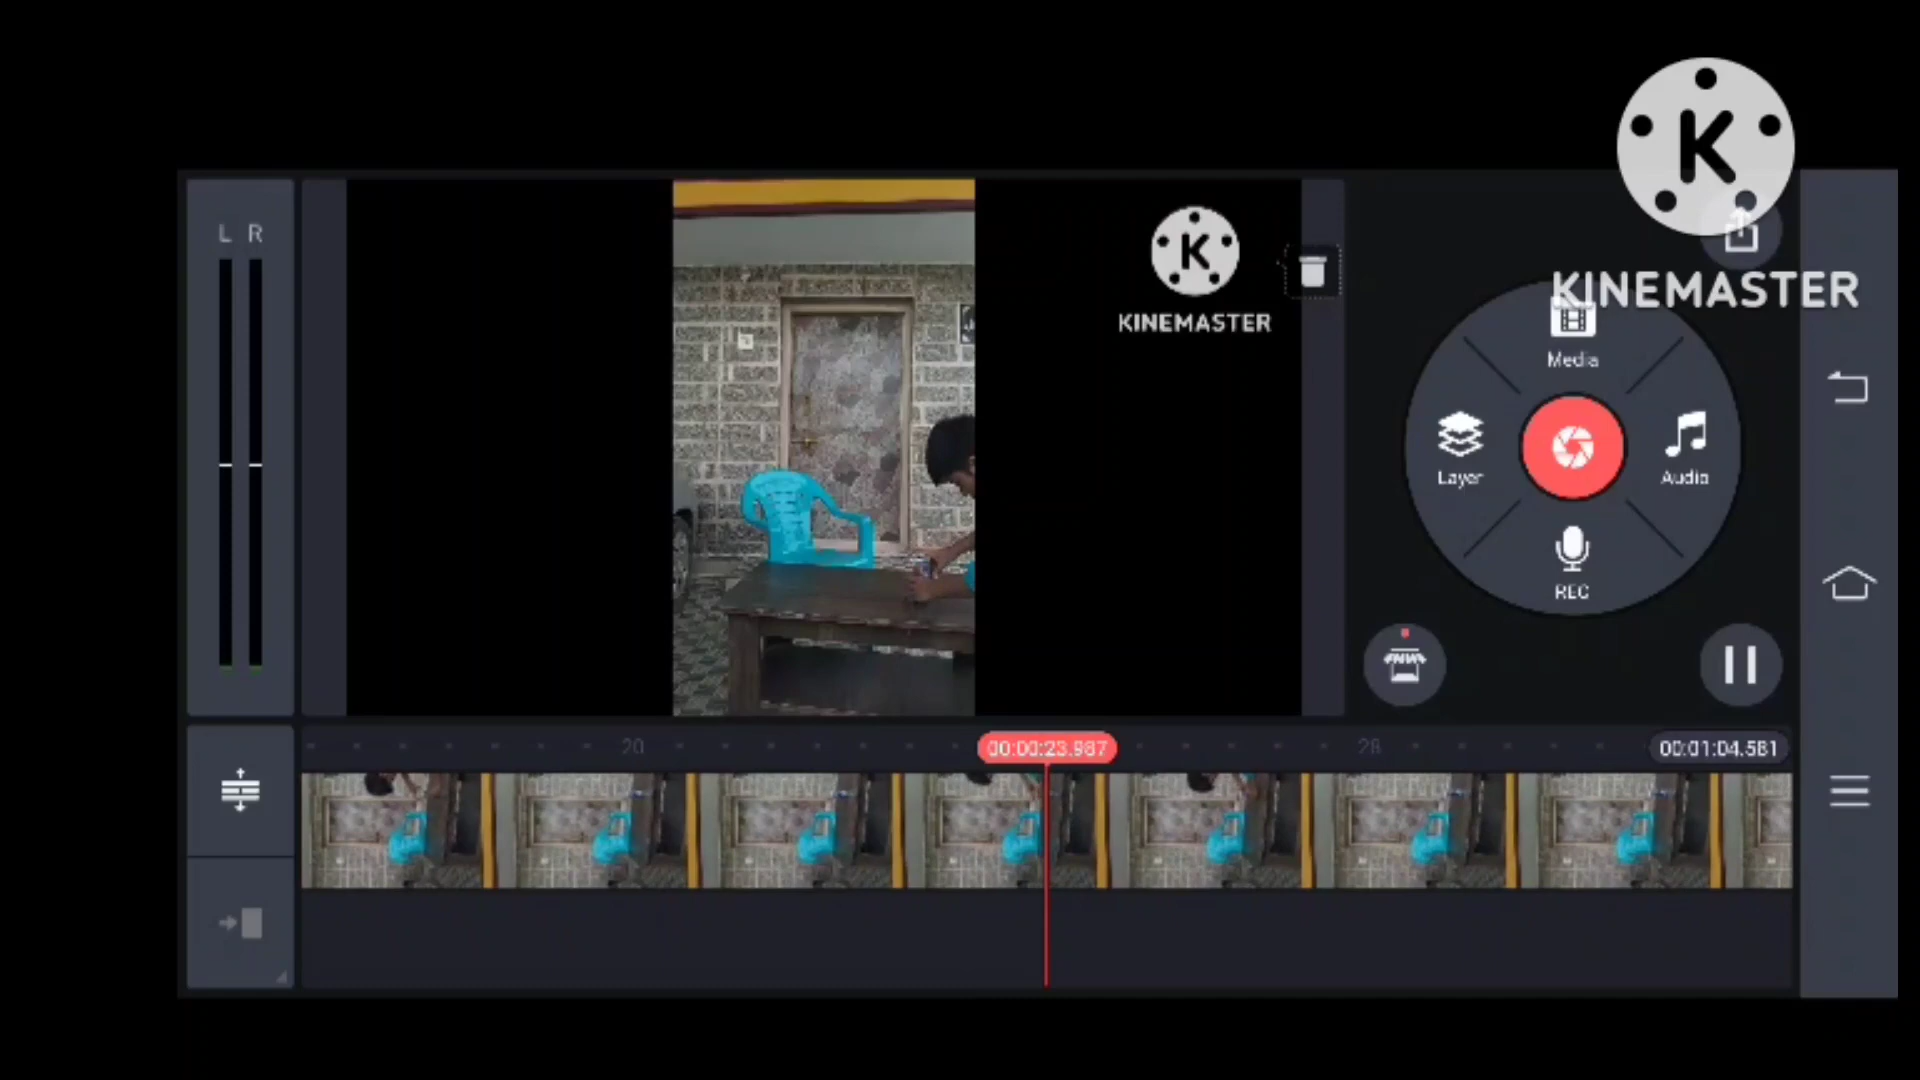 L R
K
KINEMASTER
K
KINEMASTER
Media
Layer
Audio
REC
20
00:00:23.987
28
00:01:04.581